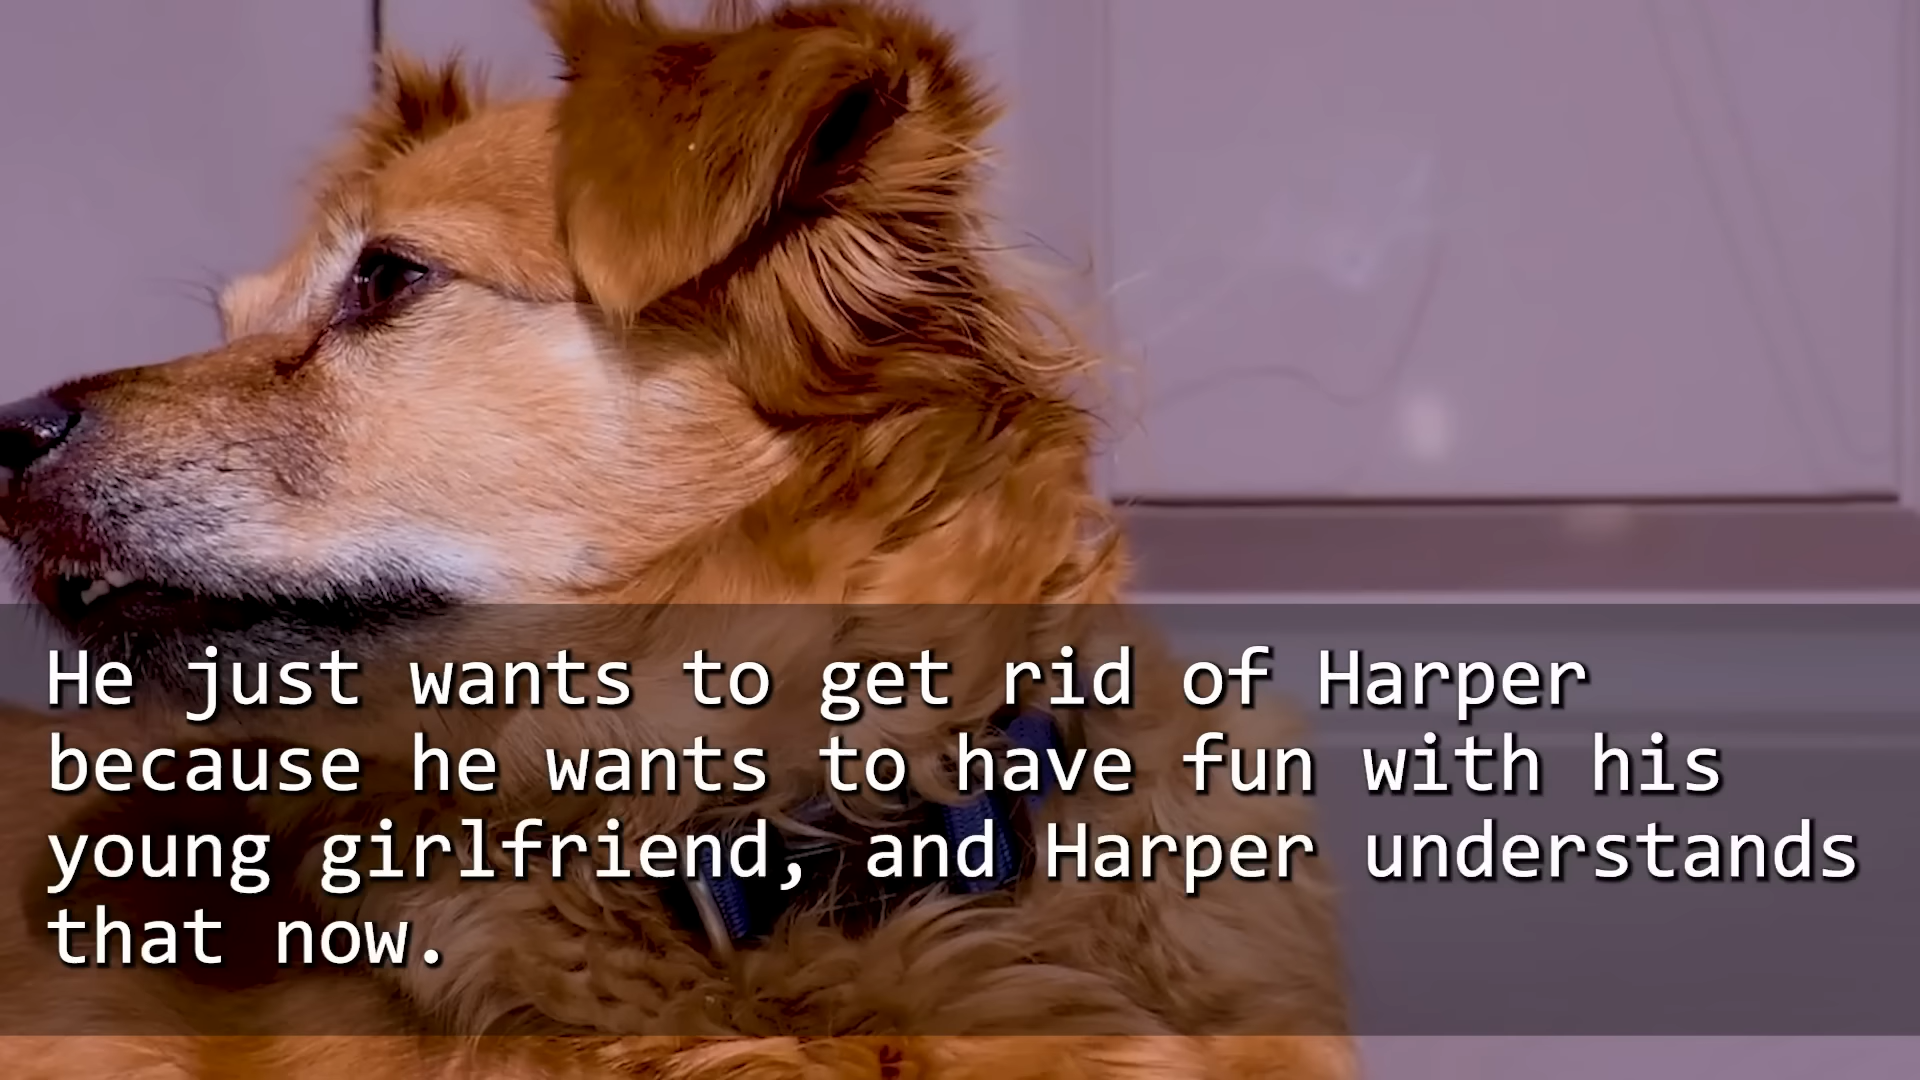 He just wants to get rid of Harper
because he wants to have fun with his
young girlfriend, and Harper understands
that now.